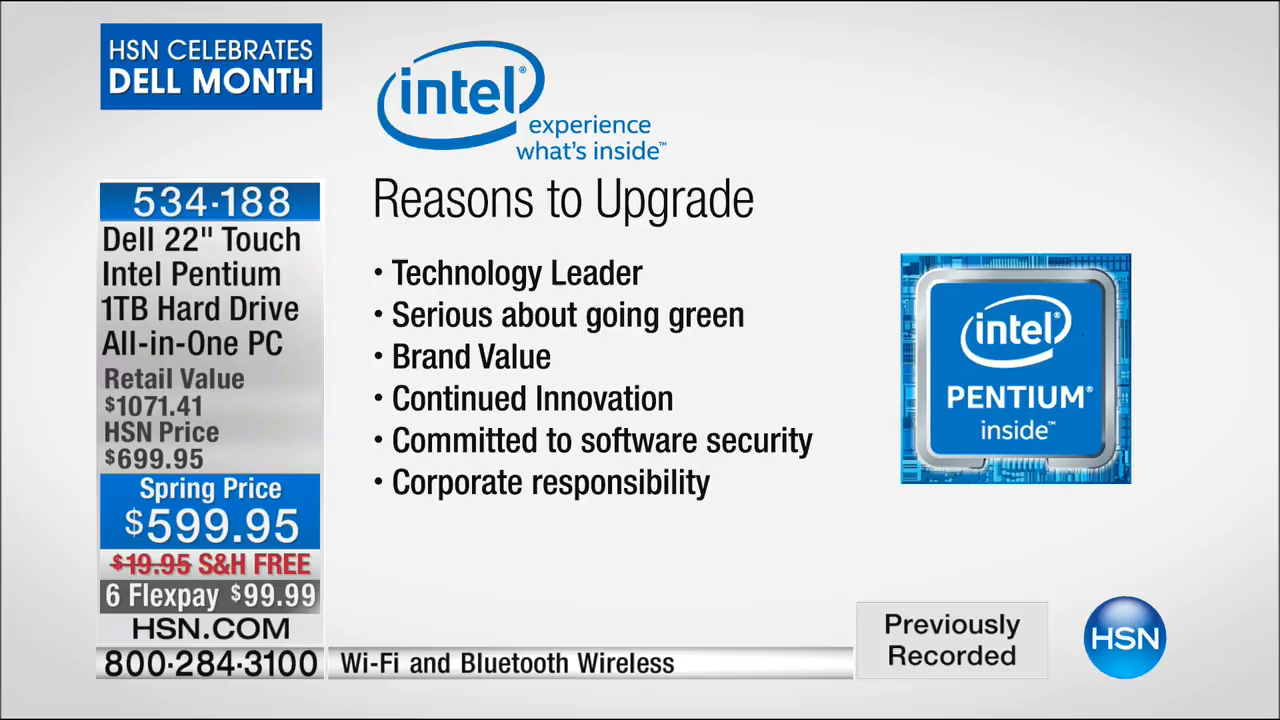 HSN CELEBRATES
DELL MONTH
intel®
experience
what's inside™
534·188
Dell 22" Touch
Intel Pentium
1TB Hard Drive
All-in-One PC
Retail Value
$1071.41
HSN Price
$699.95
Spring Price
$599.95
$19.95 S&H FREE
6 Flexpay $99.99
HSN.COM
800·284·3100
Reasons to Upgrade
• Technology Leader
• Serious about going green
• Brand Value
• Continued Innovation
• Committed to software security
• Corporate responsibility
intel®
PENTIUM®
inside™
Wi-Fi and Bluetooth Wireless
Previously
Recorded
HSN